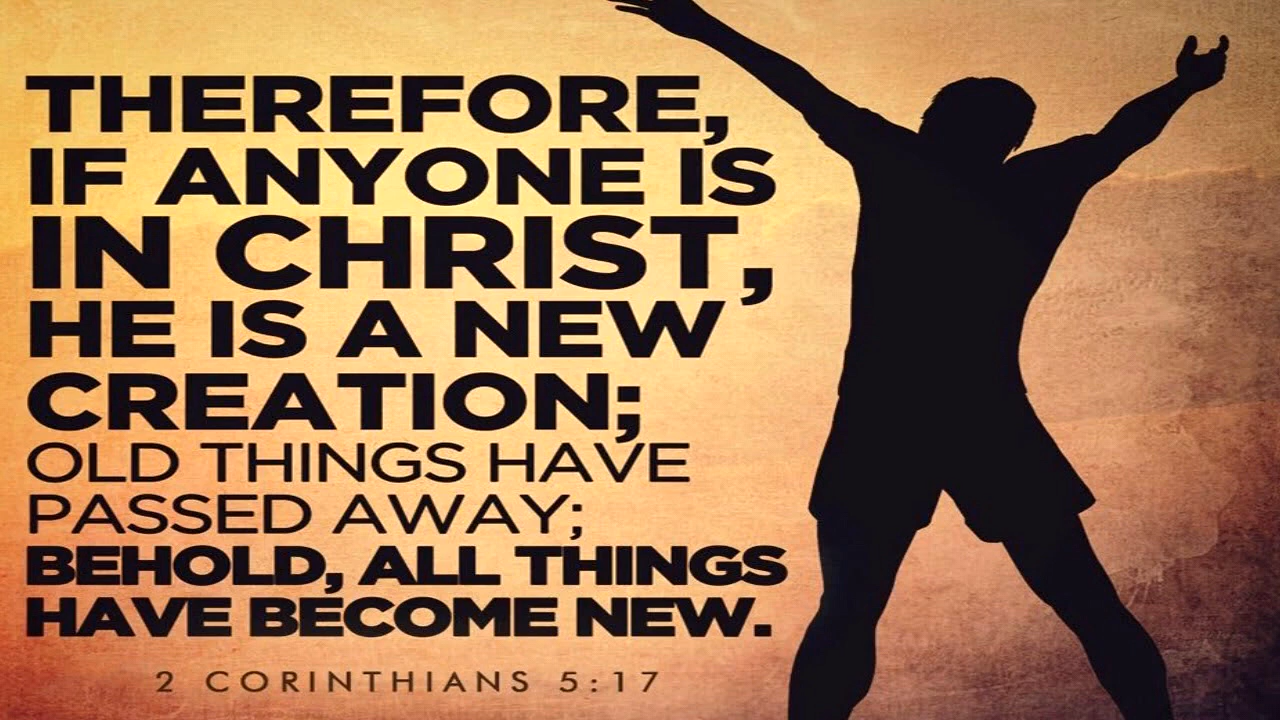 THEREFORE,
IF ANYONE IS
IN CHRIST,
HE IS A NEW
CREATION;
OLD THINGS HAVE
PASSED AWAY;
BEHOLD, ALL THINGS
HAVE BECOME NEW.
2 CORINTHIANS 5:17